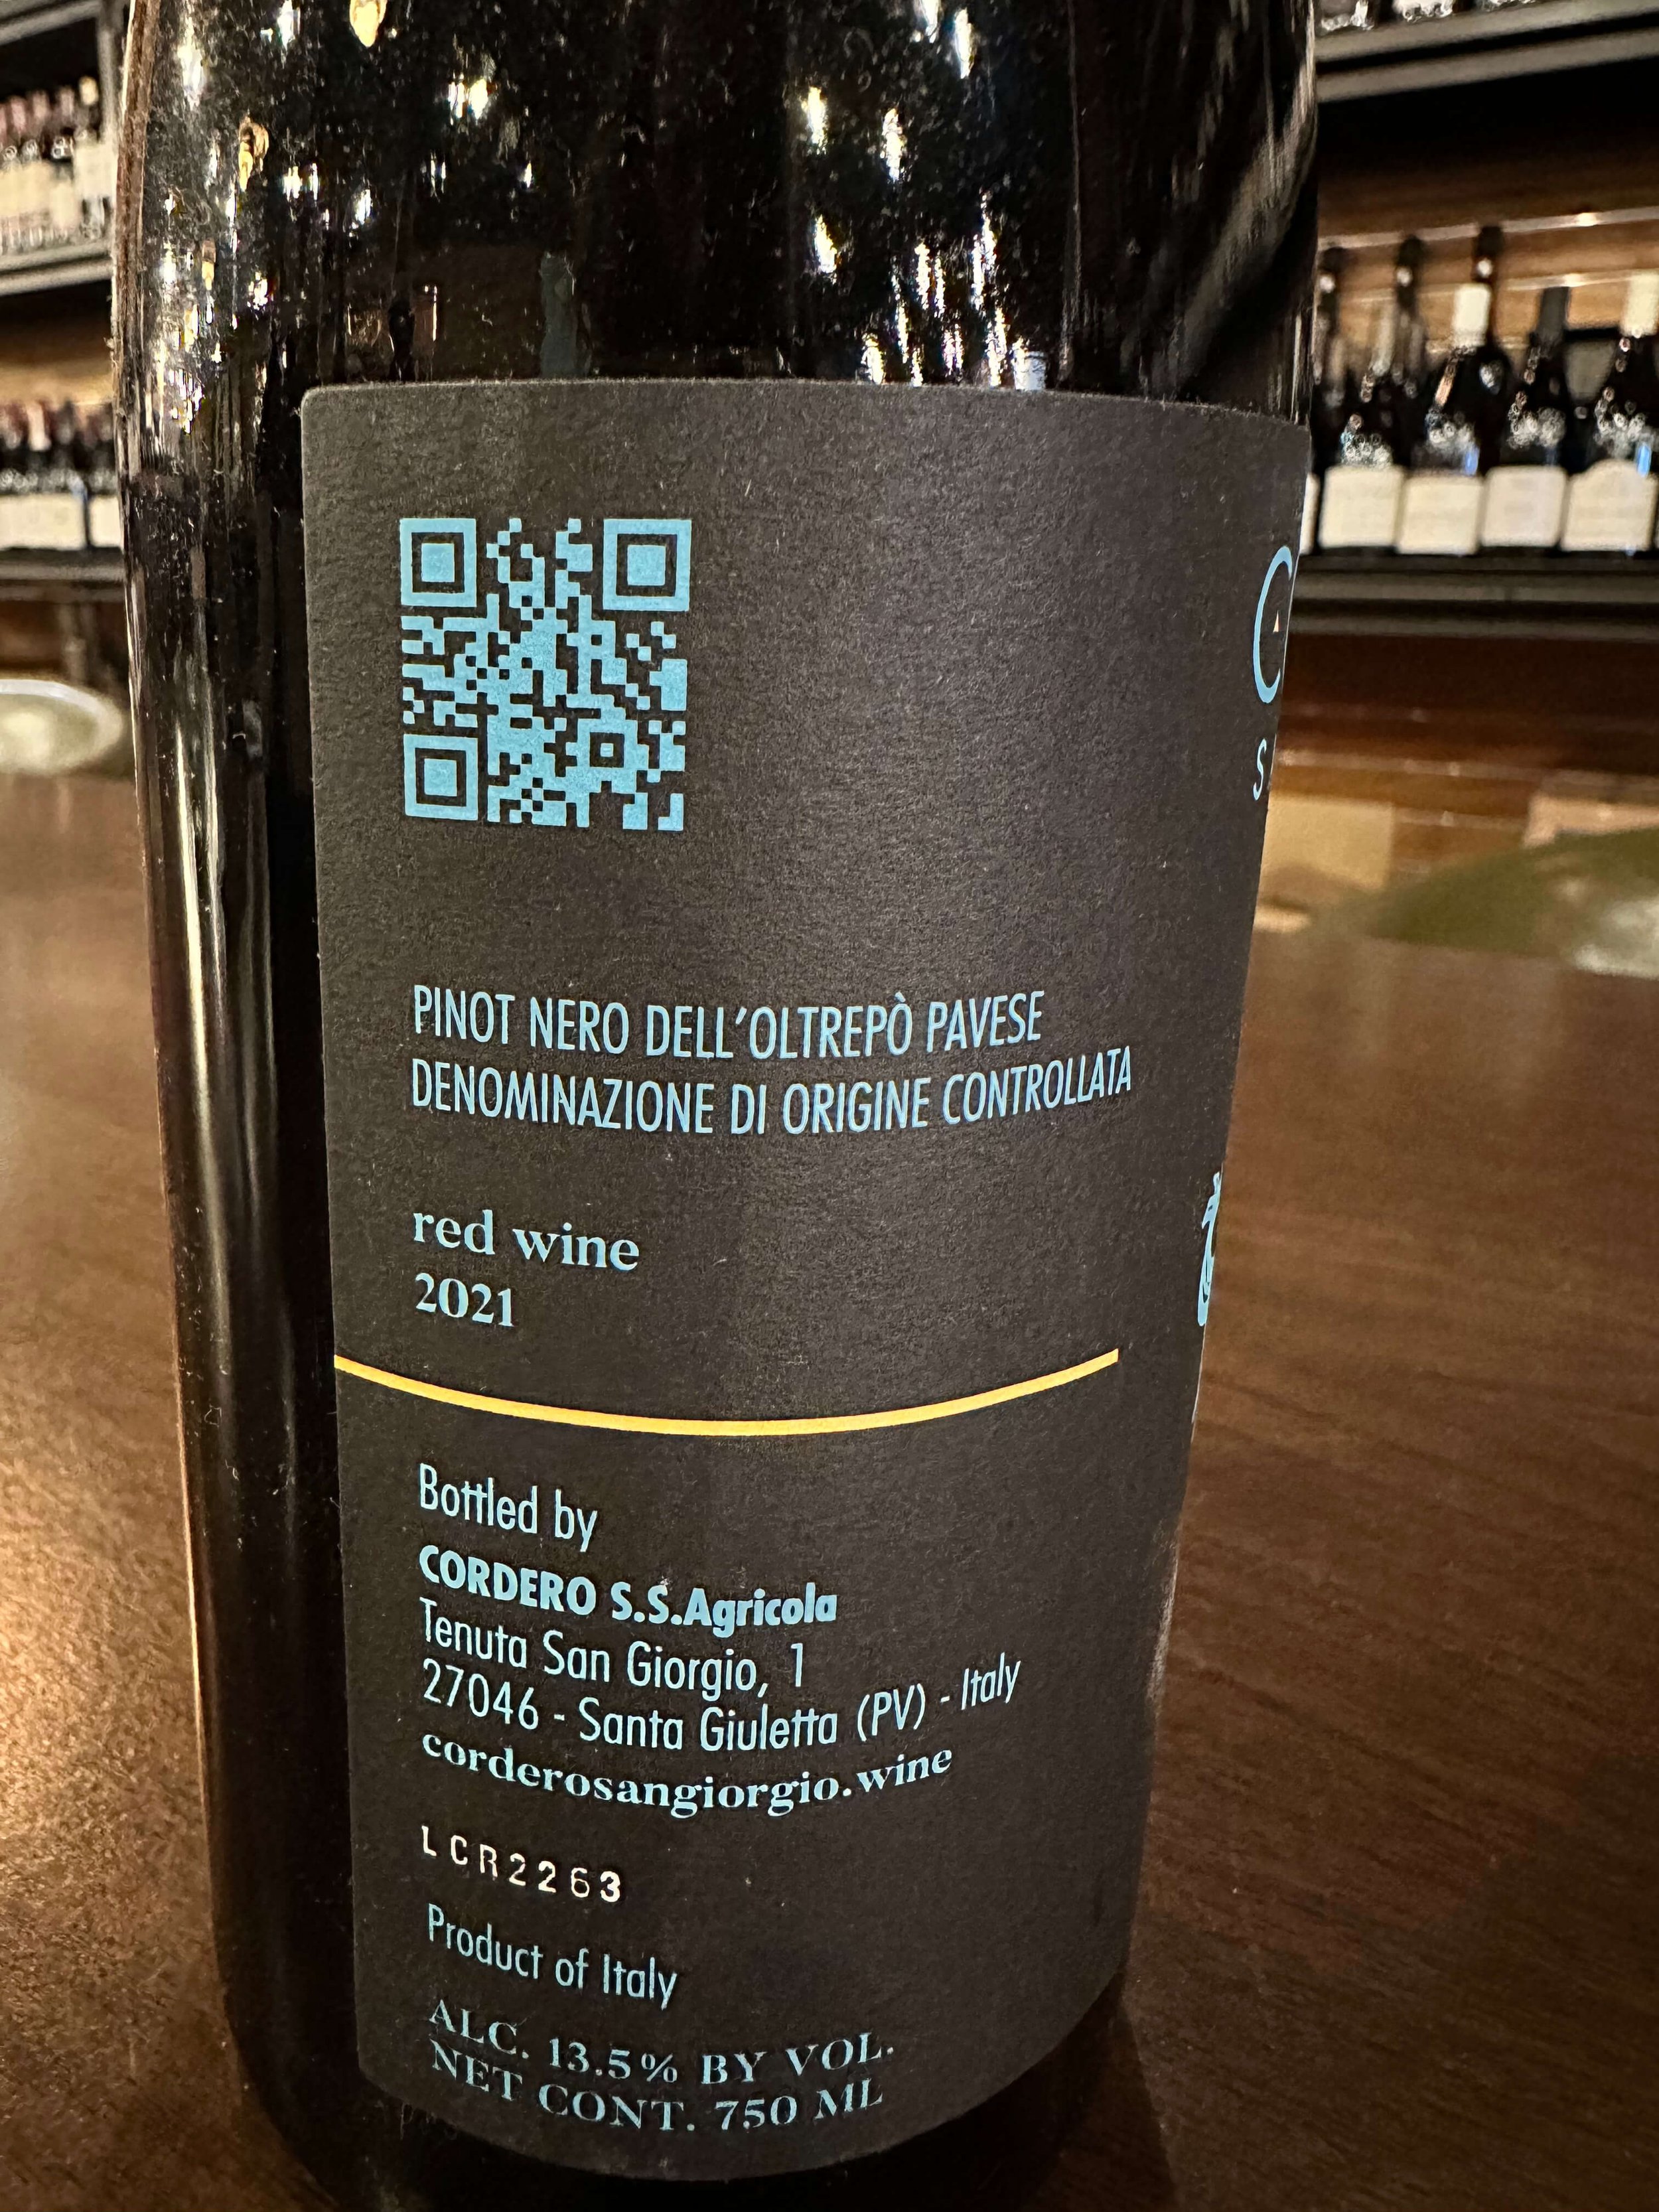 PINOT NERO DELL'OLTREPÒ PAVESE
DENOMINAZIONE DI ORIGINE CONTROLLATA
red wine
2021
Bottled by
CORDERO S.S.Agricola
Tenuta San Giorgio, 1
27046 - Santa Giuletta (PV) - Italy
corderosangiorgio.wine
LCR2263
Product of Italy
ALC. 13.5% BY VOL.
NET CONT. 750 ML